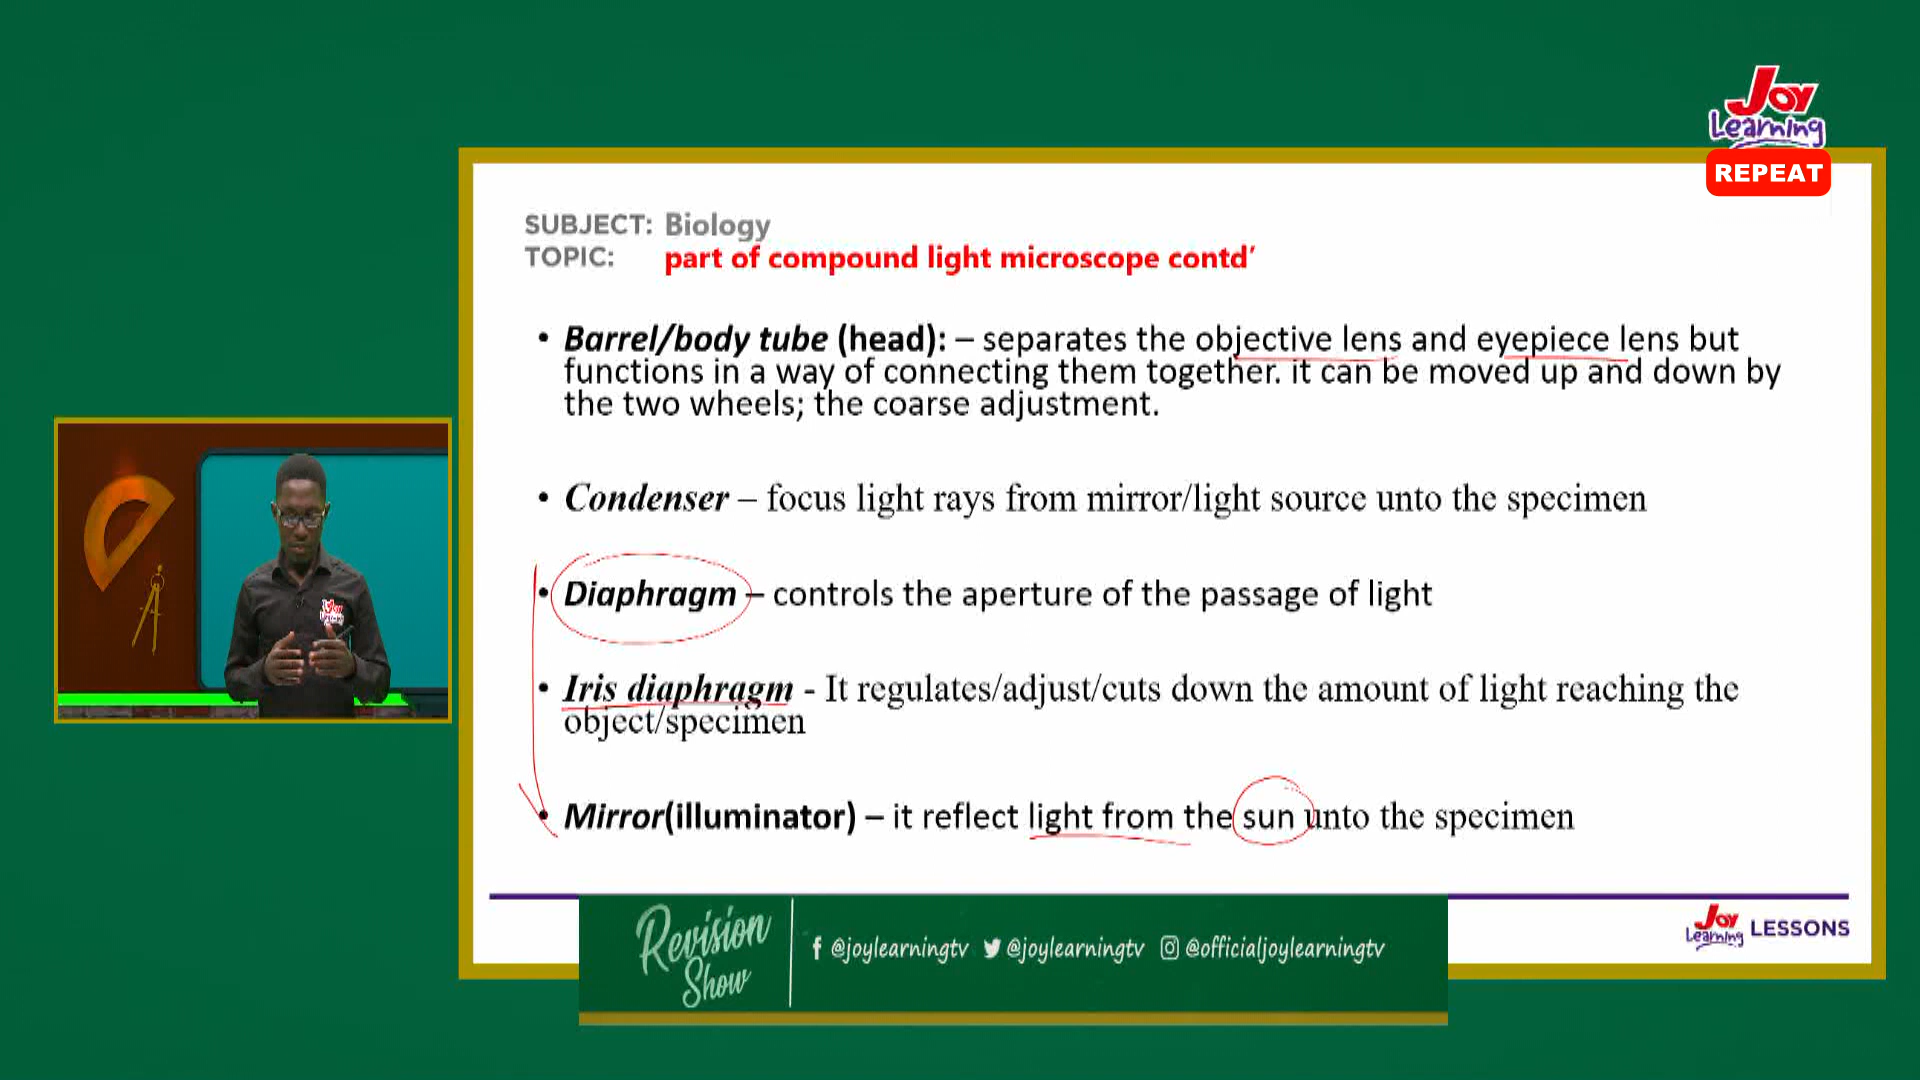 Joy
Learning
REPEAT
SUBJECT: Biology
TOPIC: part of compound light microscope contd’
• Barrel/body tube (head): – separates the objective lens and eyepiece lens but
functions in a way of connecting them together. it can be moved up and down by
the two wheels; the coarse adjustment.
• Condenser – focus light rays from mirror/light source unto the specimen
• Diaphragm – controls the aperture of the passage of light
• Iris diaphragm - It regulates/adjust/cuts down the amount of light reaching the
object/specimen
• Mirror(illuminator) – it reflect light from the sun unto the specimen
Revision
Show
@joylearningtv @joylearningtv @officialjoylearningtv
Joy
Learning LESSONS